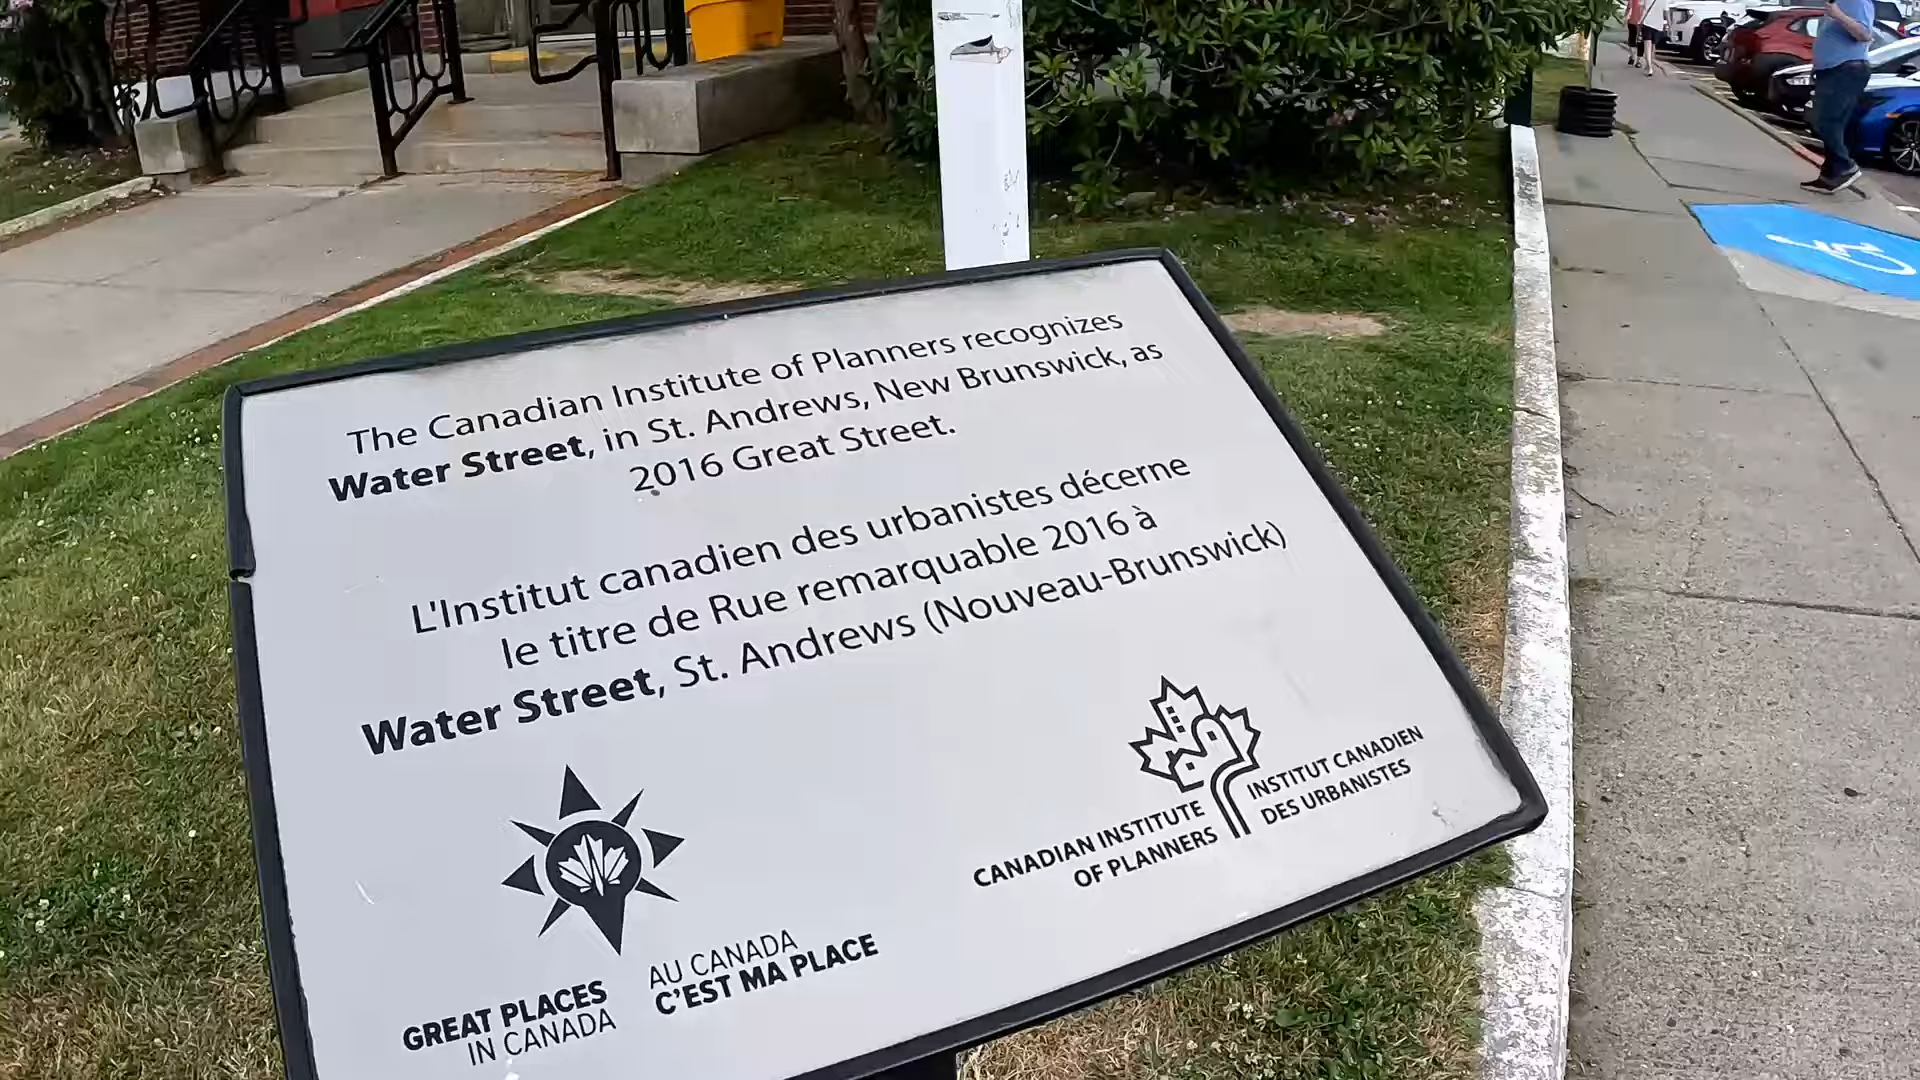 The Canadian Institute of Planners recognizes
Water Street, in St. Andrews, New Brunswick, as
2016 Great Street.
L'Institut canadien des urbanistes décerne
le titre de Rue remarquable 2016 à
Water Street, St. Andrews (Nouveau-Brunswick)
GREAT PLACES
IN CANADA
AU CANADA
C'EST MA PLACE
CANADIAN INSTITUTE
OF PLANNERS
INSTITUT CANADIEN
DES URBANISTES